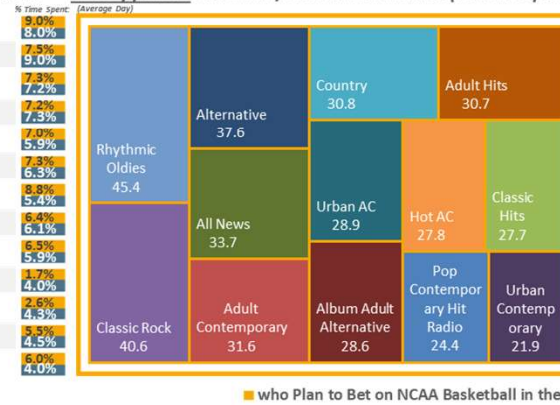 % Time Spent: (Average Day)
9.0%
8.0%
7.5%
9.0%
7.3%
7.2%
7.2%
7.3%
7.0%
5.9%
7.3%
6.3%
8.8%
5.4%
6.4%
6.1%
6.5%
5.9%
1.7%
4.0%
2.6%
4.3%
5.5%
4.5%
6.0%
4.0%
Rhythmic
Oldies
45.4
Classic Rock
40.6
Alternative
37.6
All News
33.7
Adult
Contemporary
31.6
Country
30.8
Adult Hits
30.7
Urban AC
28.9
Album Adult
Alternative
28.6
Hot AC
27.8
Classic
Hits
27.7
Pop
Contempor
ary Hit
Radio
24.4
Urban
Contemp
orary
21.9
who Plan to Bet on NCAA Basketball in the